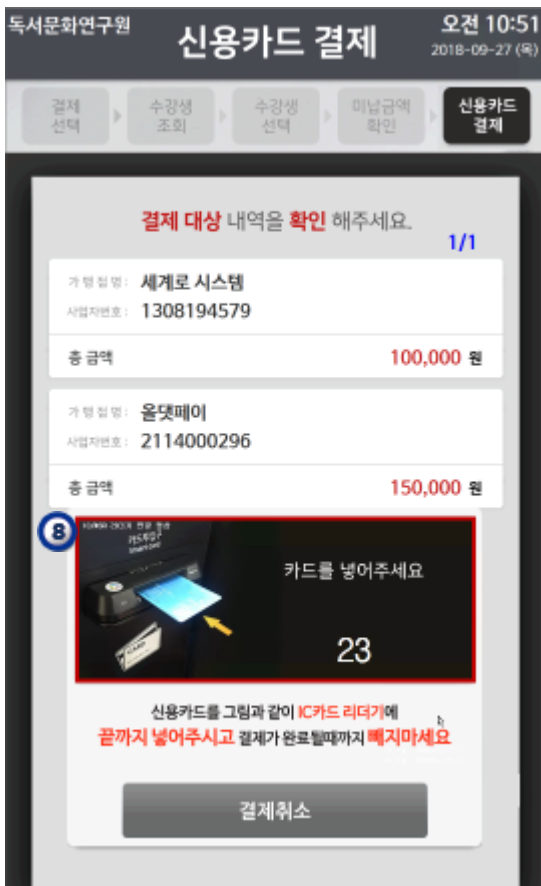 독서문화연구원
신용카드 결제
오전 10:51
2018-09-27 (목)
결제
선택
수강생
조회
수강생
선택
미납금액
확인
신용카드
결제
결제 대상 내역을 확인 해주세요.
1/1
가맹점명: 세계로 시스템
사업자번호: 1308194579
총 금액 100,000 원
가맹점명: 올댓페이
사업자번호: 2114000296
총 금액 150,000 원
8
카드투입구
CARD
카드를 넣어주세요
23
신용카드를 그림과 같이 IC카드 리더기에
끝까지 넣어주시고 결제가 완료될때까지 빼지마세요
결제취소